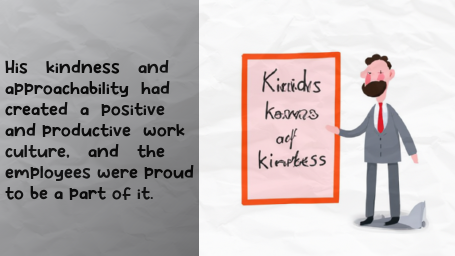 His kindness and
approachability had
created a positive
and productive work
culture, and the
employees were proud
to be a part of it.